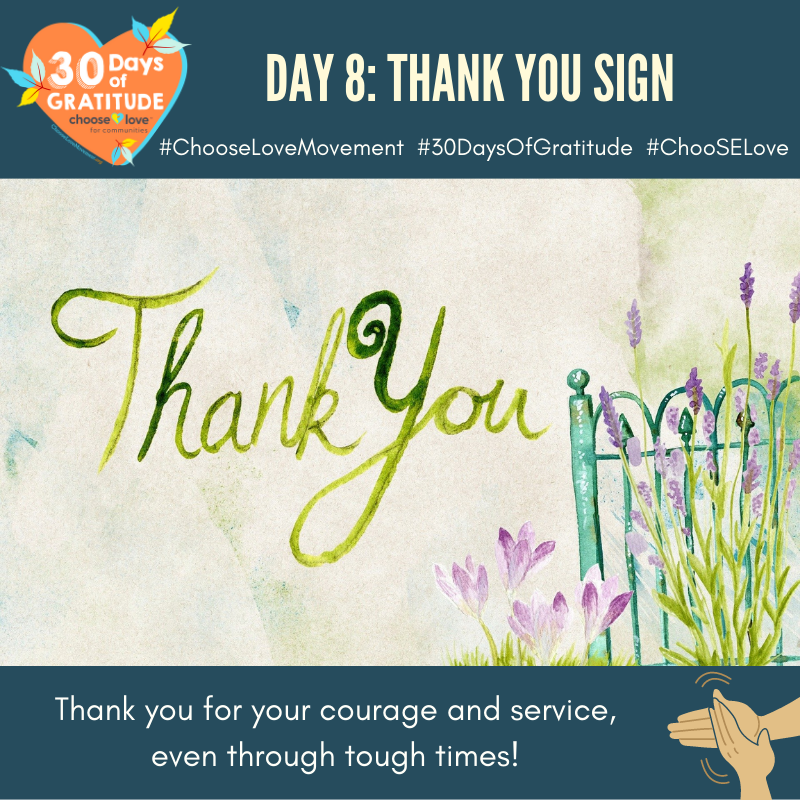 30 Days
of
GRATITUDE
choose love
for communities
DAY 8: THANK YOU SIGN
#ChooseLoveMovement #30DaysOfGratitude #ChooSELove
Thank You
Thank you for your courage and service,
even through tough times!